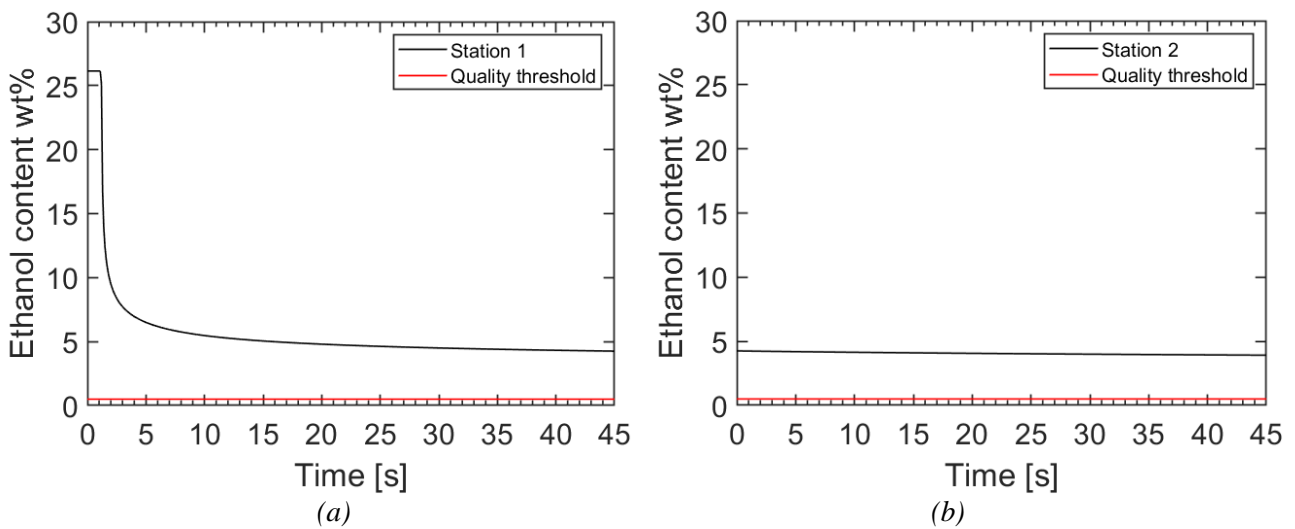 30
25
20
15
10
5
0
Ethanol content wt%
Station 1
Quality threshold
0 5 10 15 20 25 30 35 40 45
Time [s]
(a)
30
25
20
15
10
5
0
Ethanol content wt%
Station 2
Quality threshold
0 5 10 15 20 25 30 35 40 45
Time [s]
(b)